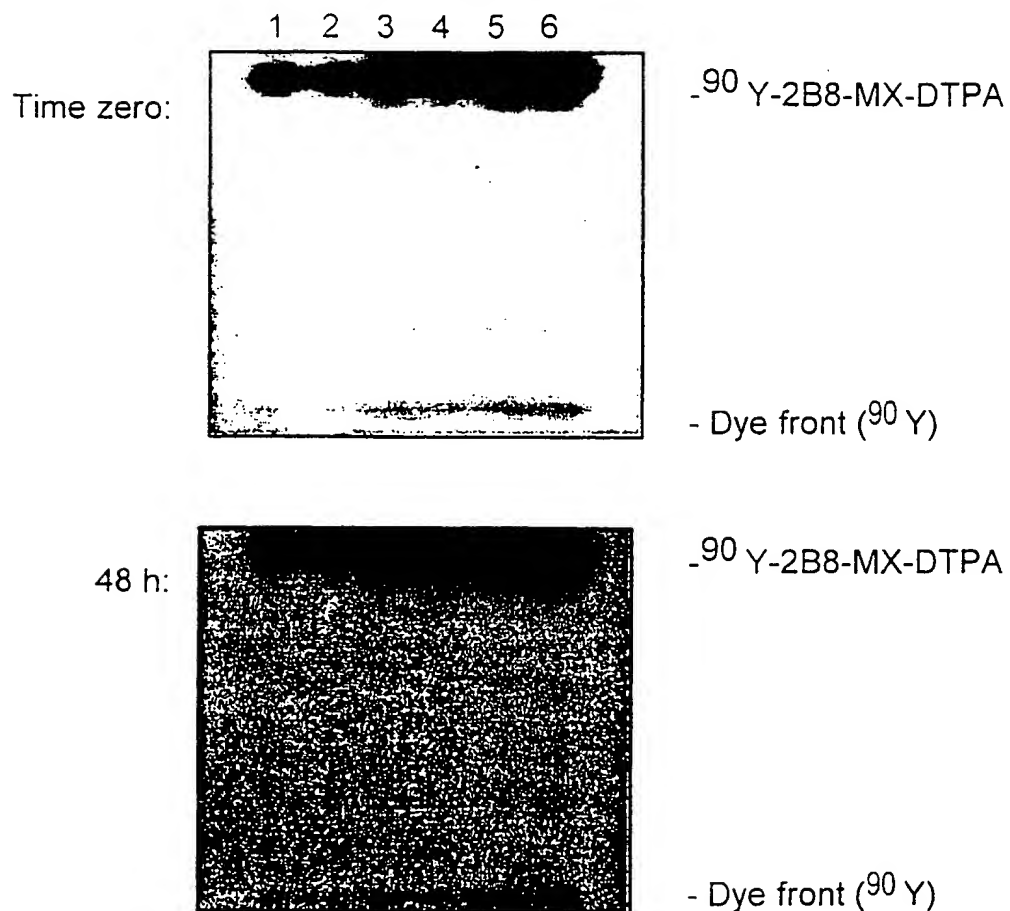 1 2 3 4 5 6
Time zero:
-90 Y-2B8-MX-DTPA
- Dye front (90 Y)
48 h:
-90 Y-2B8-MX-DTPA
- Dye front (90 Y)